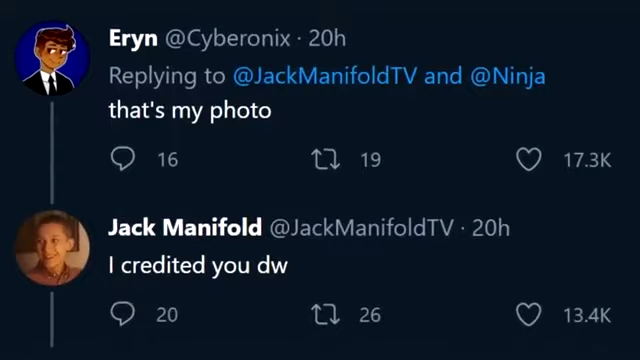 Eryn @Cyberonix · 20h
Replying to @JackManifoldTV and @Ninja
that's my photo
16 19 17.3K
Jack Manifold @JackManifoldTV · 20h
I credited you dw
20 26 13.4K